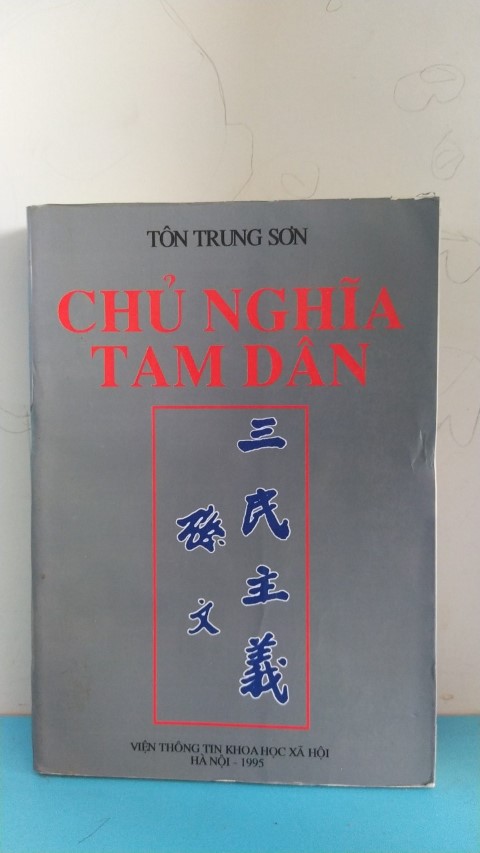 TÔN TRUNG SƠN
CHỦ NGHĨA
TAM DÂN
三民主義
孫文
VIỆN THÔNG TIN KHOA HỌC XÃ HỘI
HÀ NỘI - 1995